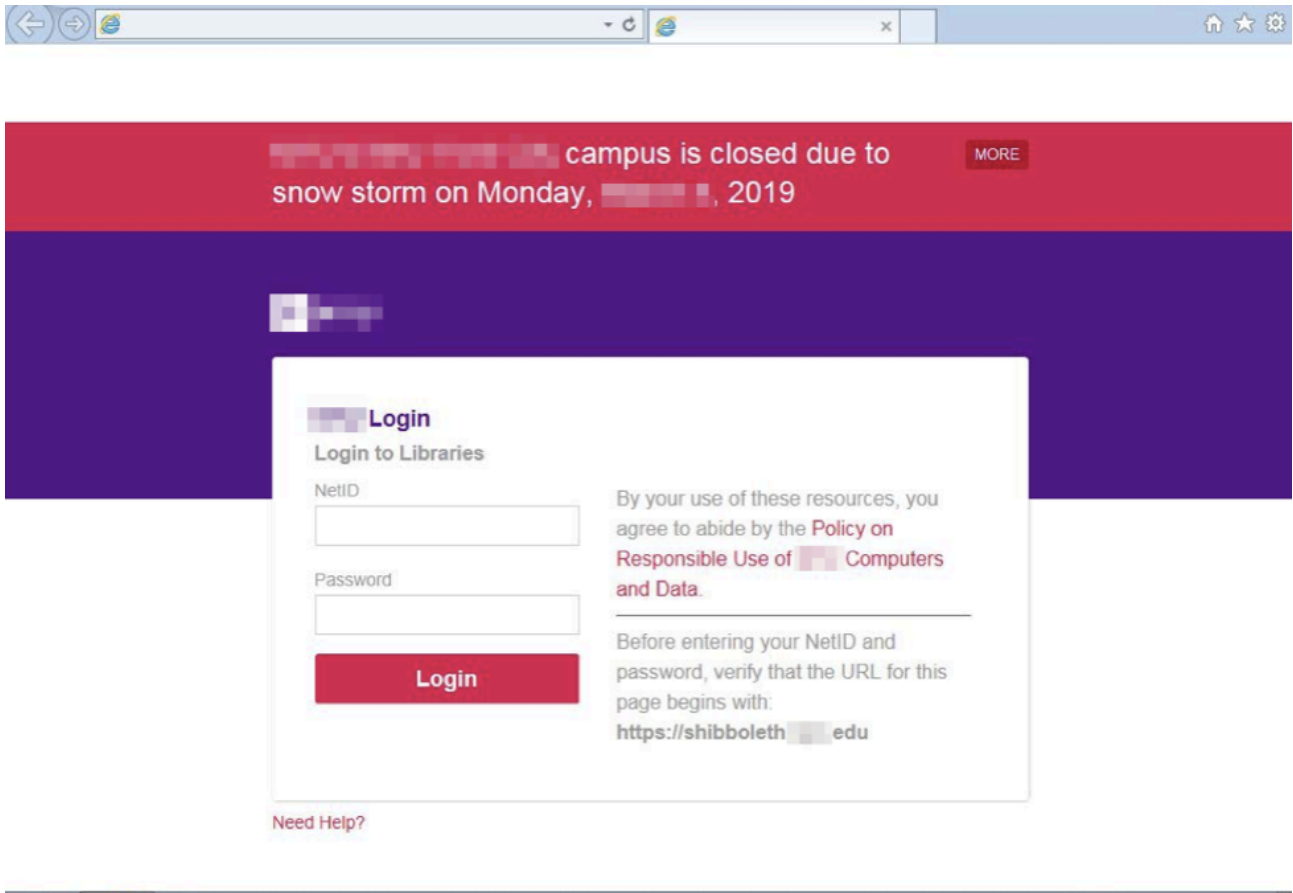 campus is closed due to
MORE
snow storm on Monday, , 2019
Login
Login to Libraries
NetID
Password
Login
By your use of these resources, you
agree to abide by the Policy on
Responsible Use of Computers
and Data.
Before entering your NetID and
password, verify that the URL for this
page begins with:
https://shibboleth edu
Need Help?